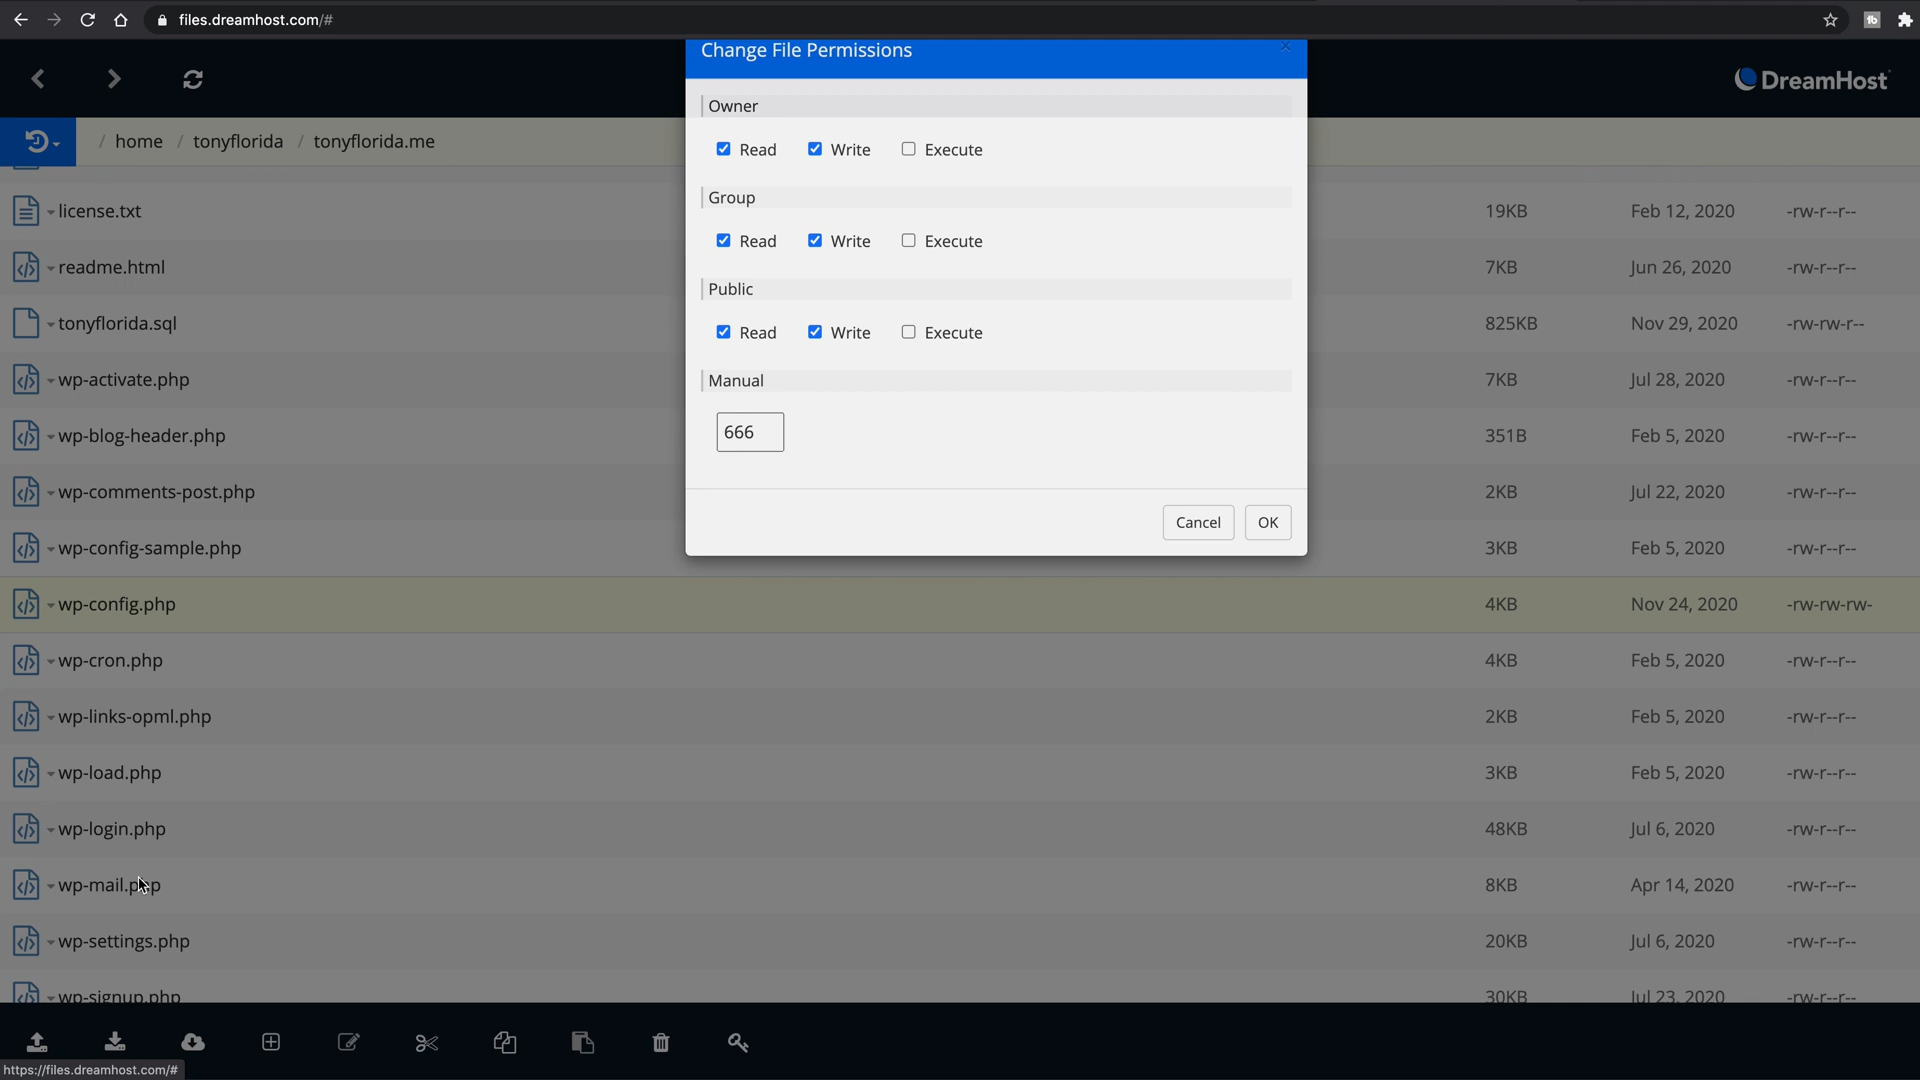 files.dreamhost.com/#
Change File Permissions
DreamHost
/ home / tonyflorida / tonyflorida.me
Owner
Read Write Execute
Group
Read Write Execute
Public
Read Write Execute
Manual
666
Cancel OK
license.txt 19KB Feb 12, 2020 -rw-r--r--
readme.html 7KB Jun 26, 2020 -rw-r--r--
tonyflorida.sql 825KB Nov 29, 2020 -rw-rw-r--
wp-activate.php 7KB Jul 28, 2020 -rw-r--r--
wp-blog-header.php 351B Feb 5, 2020 -rw-r--r--
wp-comments-post.php 2KB Jul 22, 2020 -rw-r--r--
wp-config-sample.php 3KB Feb 5, 2020 -rw-r--r--
wp-config.php 4KB Nov 24, 2020 -rw-rw-rw-
wp-cron.php 4KB Feb 5, 2020 -rw-r--r--
wp-links-opml.php 2KB Feb 5, 2020 -rw-r--r--
wp-load.php 3KB Feb 5, 2020 -rw-r--r--
wp-login.php 48KB Jul 6, 2020 -rw-r--r--
wp-mail.php 8KB Apr 14, 2020 -rw-r--r--
wp-settings.php 20KB Jul 6, 2020 -rw-r--r--
wp-signup.php 30KB Jul 23, 2020 -rw-r--r--
https://files.dreamhost.com/#